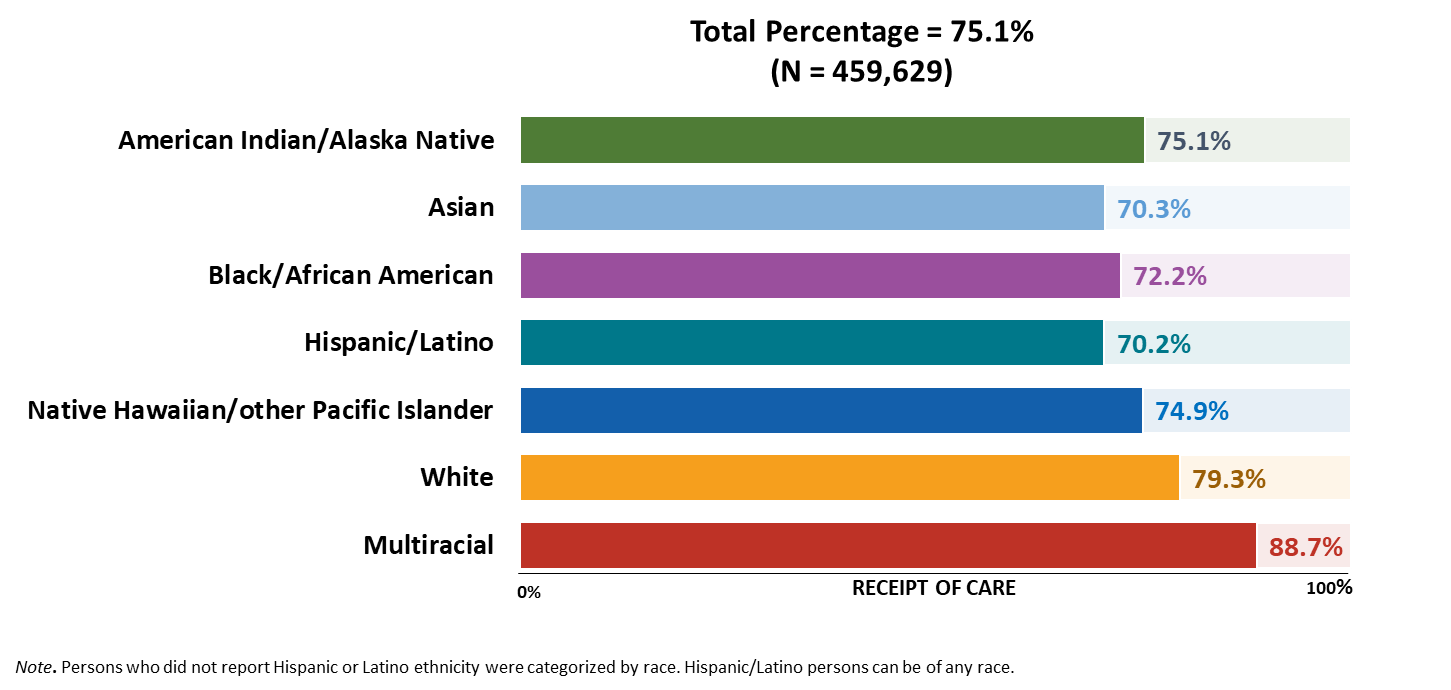 Total Percentage = 75.1%
(N = 459,629)
American Indian/Alaska Native 75.1%
Asian 70.3%
Black/African American 72.2%
Hispanic/Latino 70.2%
Native Hawaiian/other Pacific Islander 74.9%
White 79.3%
Multiracial 88.7%
0% RECEIPT OF CARE 100%
Note. Persons who did not report Hispanic or Latino ethnicity were categorized by race. Hispanic/Latino persons can be of any race.